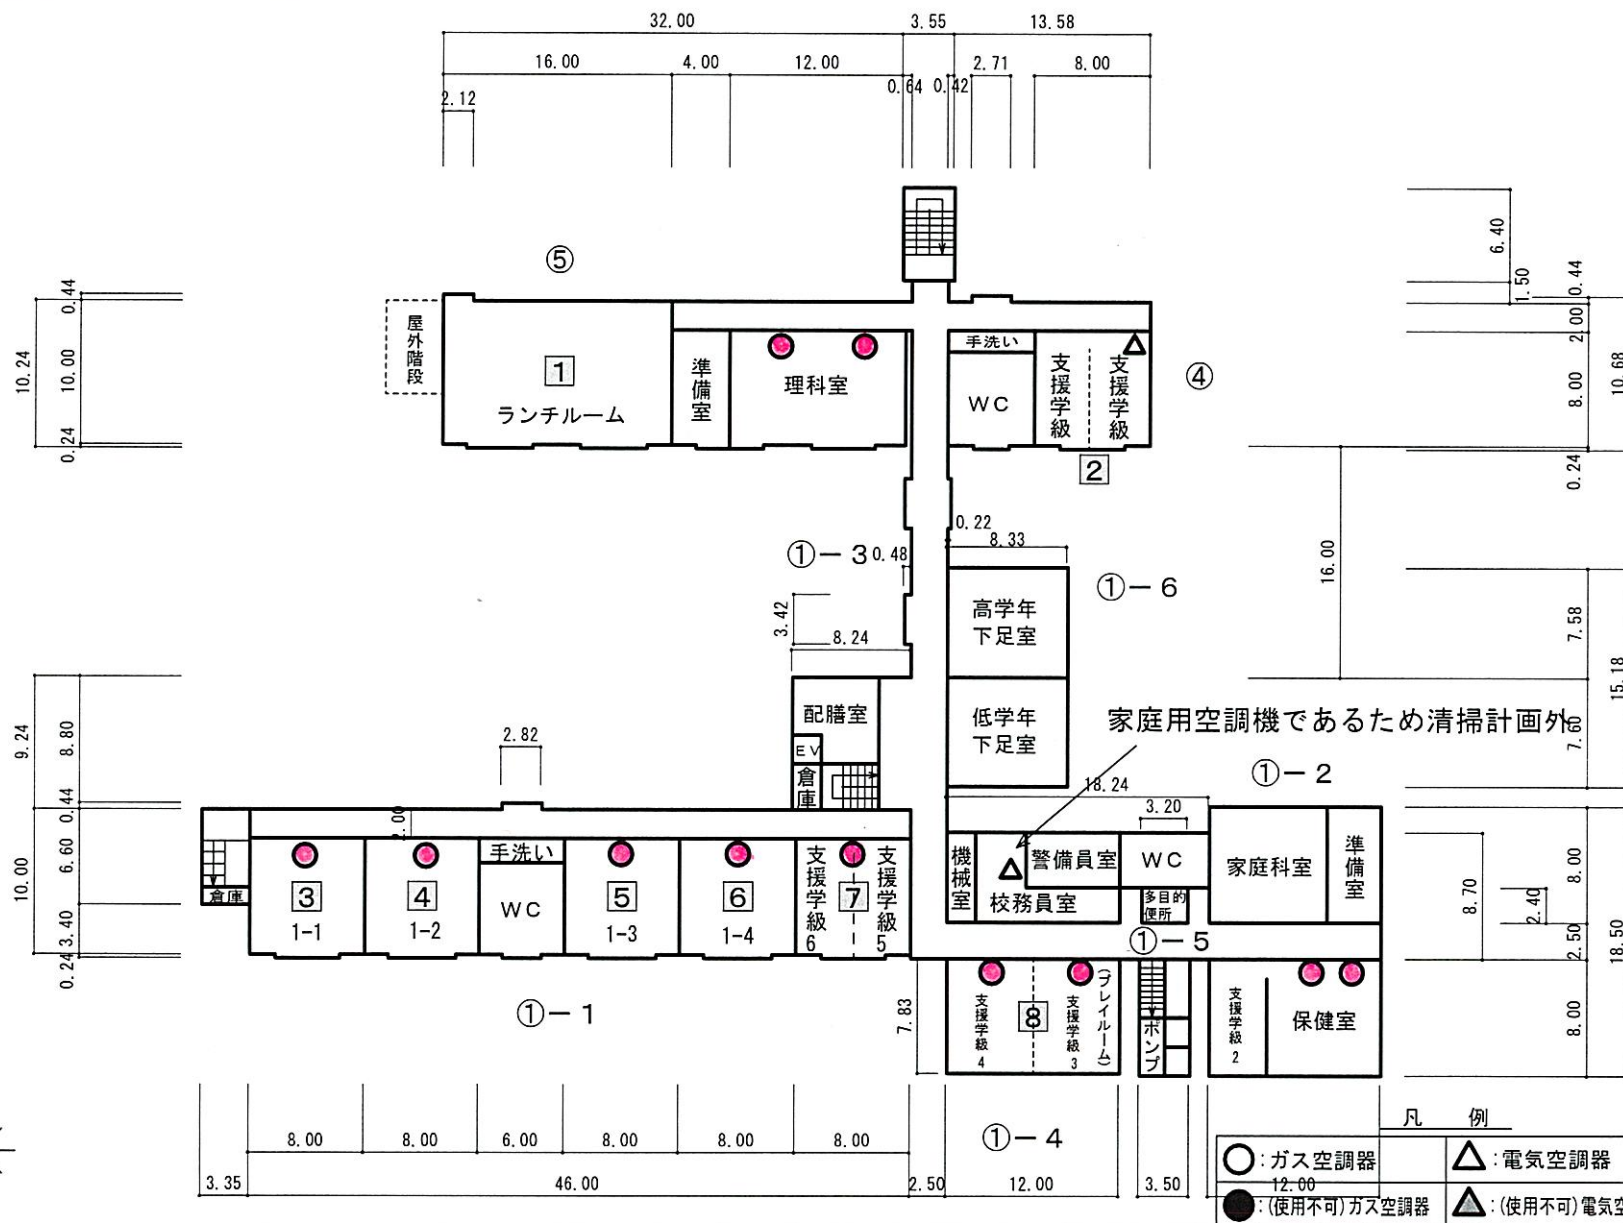 32.00
3.55
13.58
16.00
4.00
12.00
0.64
0.42
2.71
8.00
2.12
6.40
1.50
0.44
2.00
8.00
10.68
0.24
⑤
0.44
10.24
10.00
0.24
屋外階段
1
ランチルーム
準備室
理科室
手洗い
WC
支援学級
支援学級
④
2
0.22
8.33
①-3
0.48
①-6
16.00
3.42
8.24
高学年
下足室
7.58
15.18
7.60
配膳室
EV
倉庫
低学年
下足室
家庭用空調機であるため清掃計画外
①-2
18.24
3.20
9.24
8.80
0.44
2.82
2.00
10.00
6.60
3.40
0.24
倉庫
3
1-1
4
1-2
手洗い
WC
5
1-3
6
1-4
支援学級6
7
支援学級5
機械室
警備員室
校務員室
WC
多目的
便所
家庭科室
準備室
8.70
2.40
8.00
2.50
18.50
8.00
①-5
①-1
7.83
支援学級4
8
支援学級3
(プレイルーム)
ポンプ
支援学級2
保健室
①-4
8.00
8.00
6.00
8.00
8.00
8.00
3.35
46.00
2.50
12.00
3.50
12.00
凡 例
○:ガス空調器
△:電気空調器
●:(使用不可)ガス空調器
▲:(使用不可)電気空